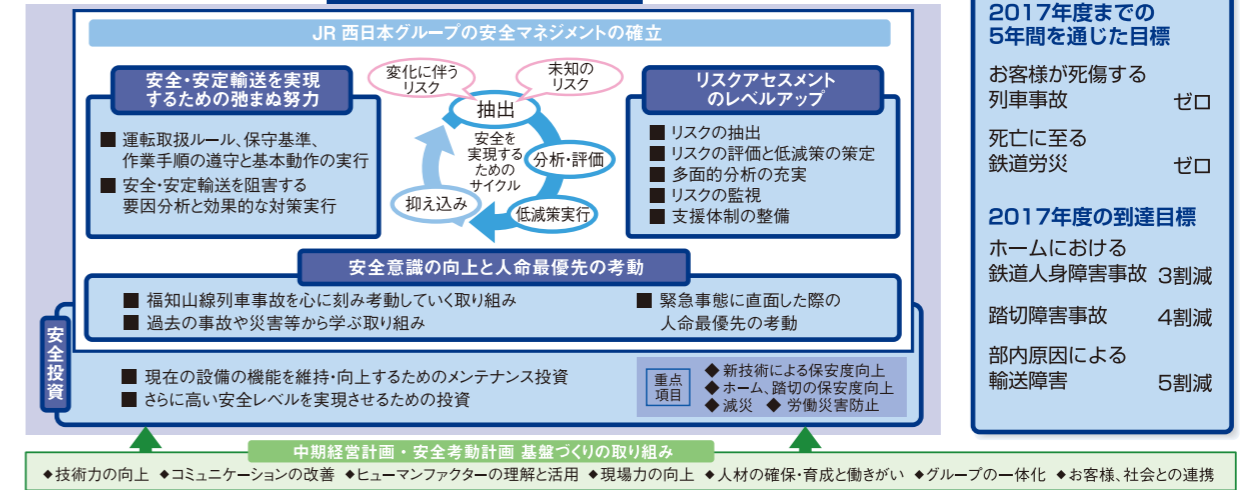 JR西日本グループの安全マネジメントの確立
安全・安定輸送を実現
するための弛まぬ努力
■ 運転取扱ルール、保守基準、
作業手順の遵守と基本動作の実行
■ 安全・安定輸送を阻害する
要因分析と効果的な対策実行
変化に伴う
リスク
未知の
リスク
抽出
安全を
実現する
ための
サイクル
分析・評価
低減策実行
抑え込み
リスクアセスメント
のレベルアップ
■ リスクの抽出
■ リスクの評価と低減策の策定
■ 多面的分析の充実
■ リスクの監視
■ 支援体制の整備
安全意識の向上と人命最優先の考動
■ 福知山線列車事故を心に刻み考動していく取り組み
■ 過去の事故や災害等から学ぶ取り組み
■ 緊急事態に直面した際の
人命最優先の考動
安全投資
■ 現在の設備の機能を維持・向上するためのメンテナンス投資
■ さらに高い安全レベルを実現させるための投資
重点
項目
◆ 新技術による保安度向上
◆ ホーム、踏切の保安度向上
◆ 減災 ◆ 労働災害防止
中期経営計画・安全考動計画 基盤づくりの取り組み
◆技術力の向上 ◆コミュニケーションの改善 ◆ヒューマンファクターの理解と活用 ◆現場力の向上 ◆人材の確保・育成と働きがい ◆グループの一体化 ◆お客様、社会との連携
2017年度までの
5年間を通じた目標
お客様が死傷する
列車事故 ゼロ
死亡に至る
鉄道労災 ゼロ
2017年度の到達目標
ホームにおける
鉄道人身障害事故 3割減
踏切障害事故 4割減
部内原因による
輸送障害 5割減